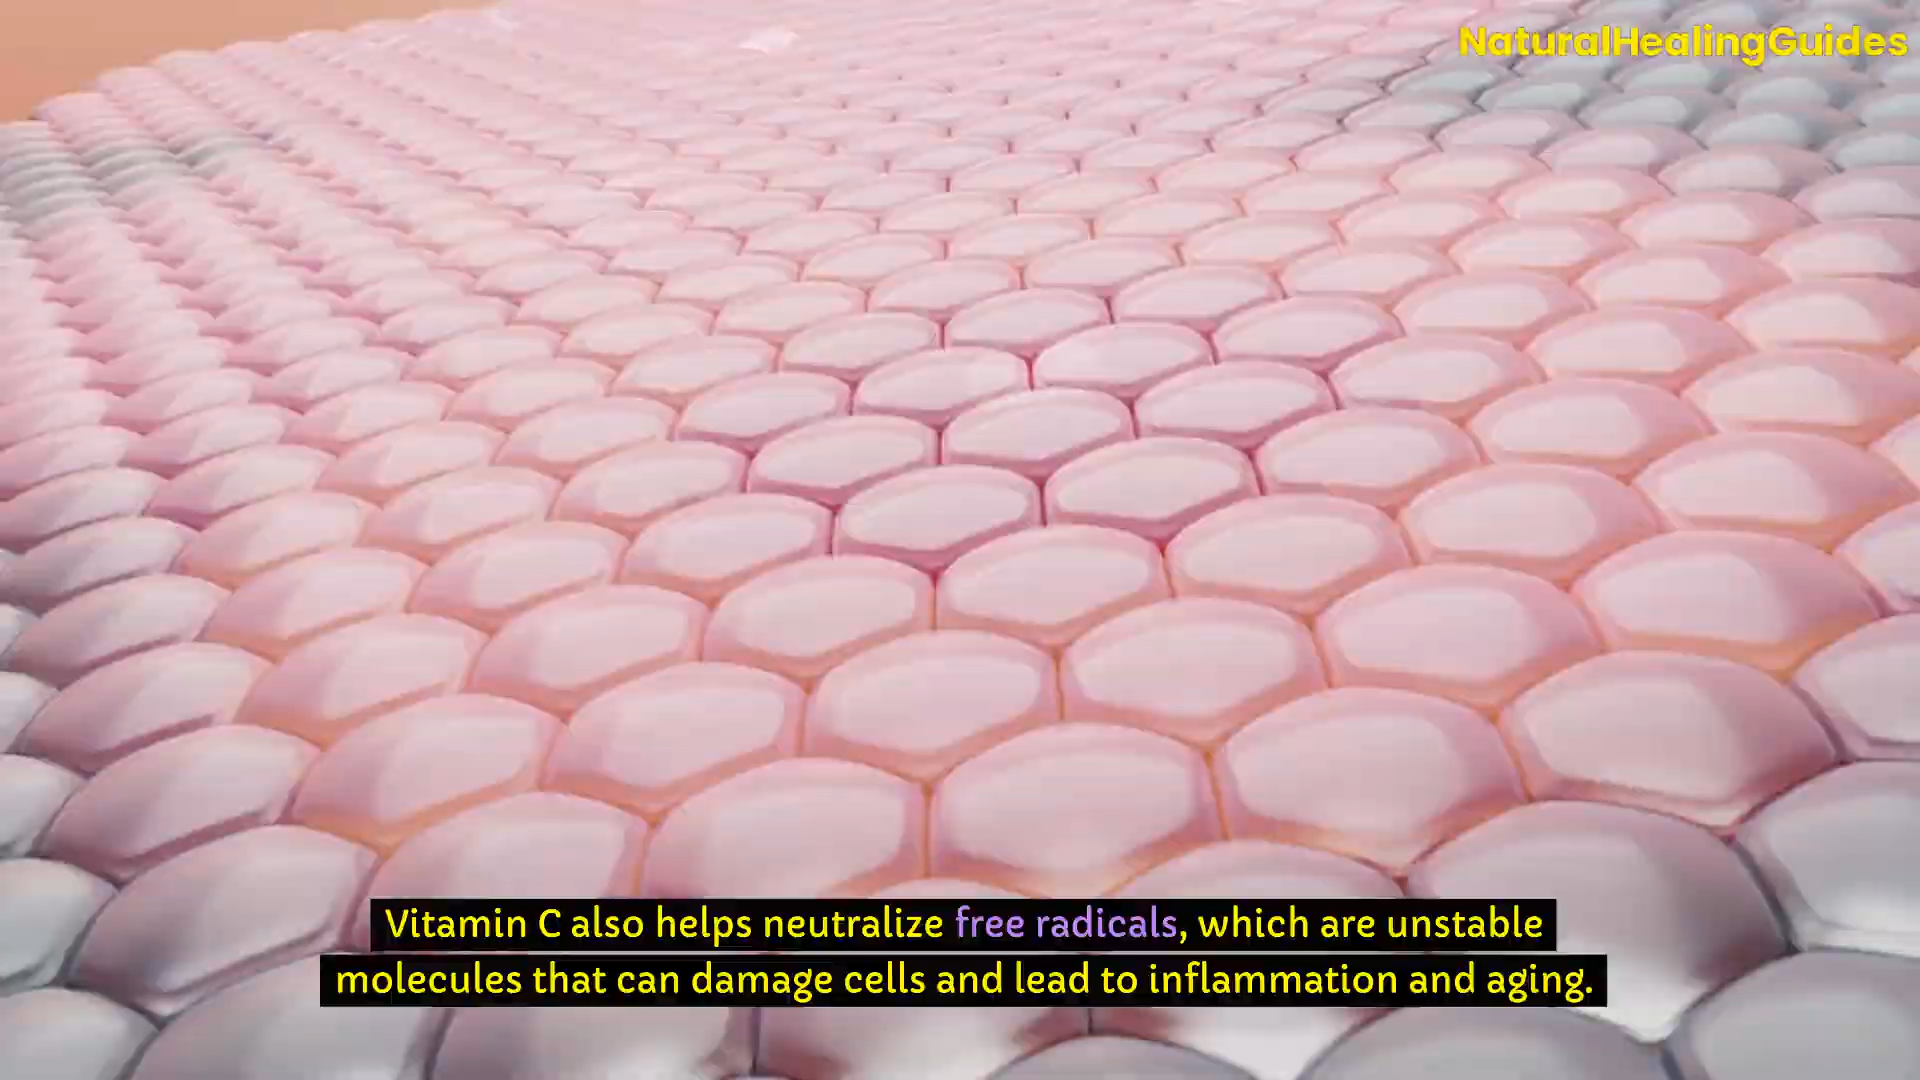 NaturalHealingGuides
Vitamin C also helps neutralize free radicals, which are unstable
molecules that can damage cells and lead to inflammation and aging.